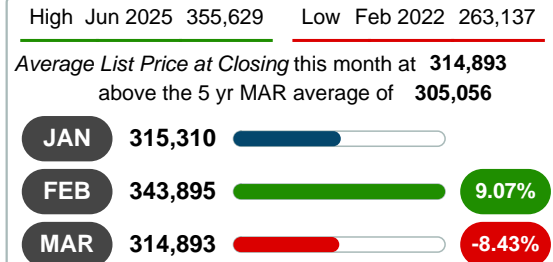 High Jun 2025 355,629 Low Feb 2022 263,137
Average List Price at Closing this month at 314,893
above the 5 yr MAR average of 305,056
JAN 315,310
FEB 343,895 9.07%
MAR 314,893 -8.43%